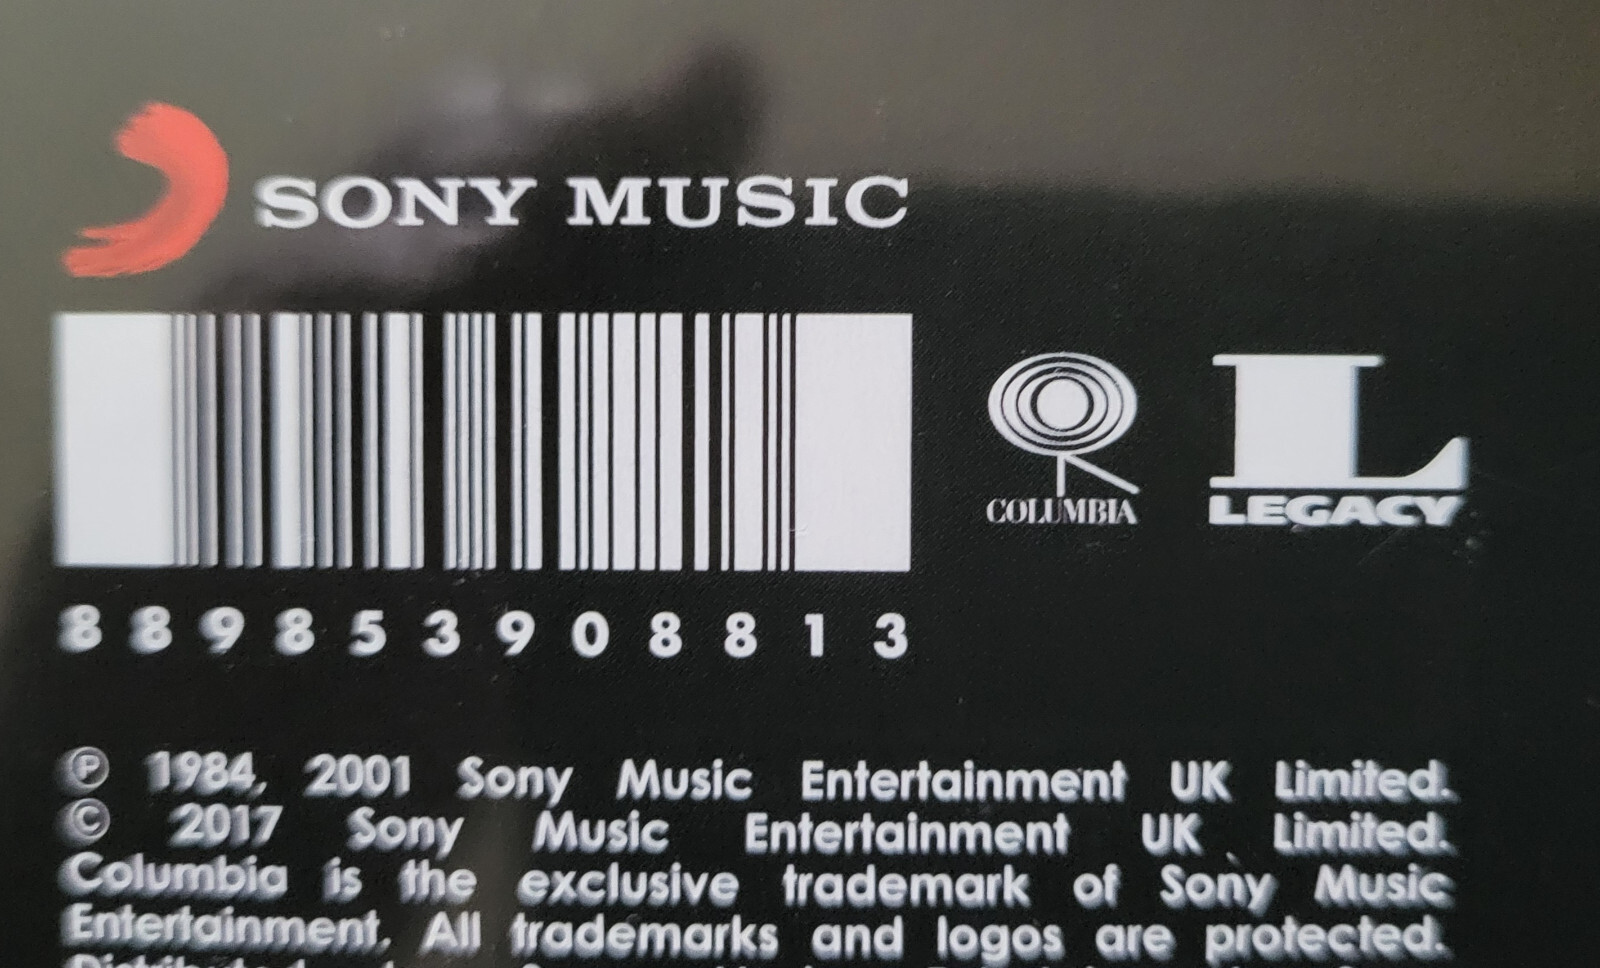 SONY MUSIC
COLUMBIA
L
LEGACY
889853908813
℗ 1984, 2001 Sony Music Entertainment UK Limited.
© 2017 Sony Music Entertainment UK Limited.
Columbia is the exclusive trademark of Sony Music
Entertainment. All trademarks and logos are protected.